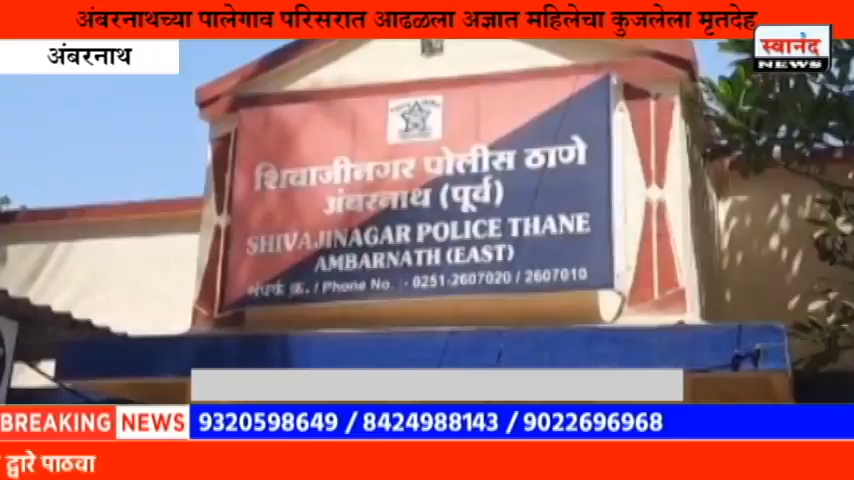 अंबरनाथच्या पालेगाव परिसरात आढळला अज्ञात महिलेचा कुजलेला मृतदेह
स्वानंद
NEWS
अंबरनाथ
शिवाजीनगर पोलीस ठाणे
अंबरनाथ (पूर्व)
SHIVAJINAGAR POLICE THANE
AMBARNATH (EAST)
संपर्क क्र. / Phone No. - 0251-2607020 / 2607010
BREAKING NEWS 9320598649 / 8424988143 / 9022696968
द्वारे पाठवा